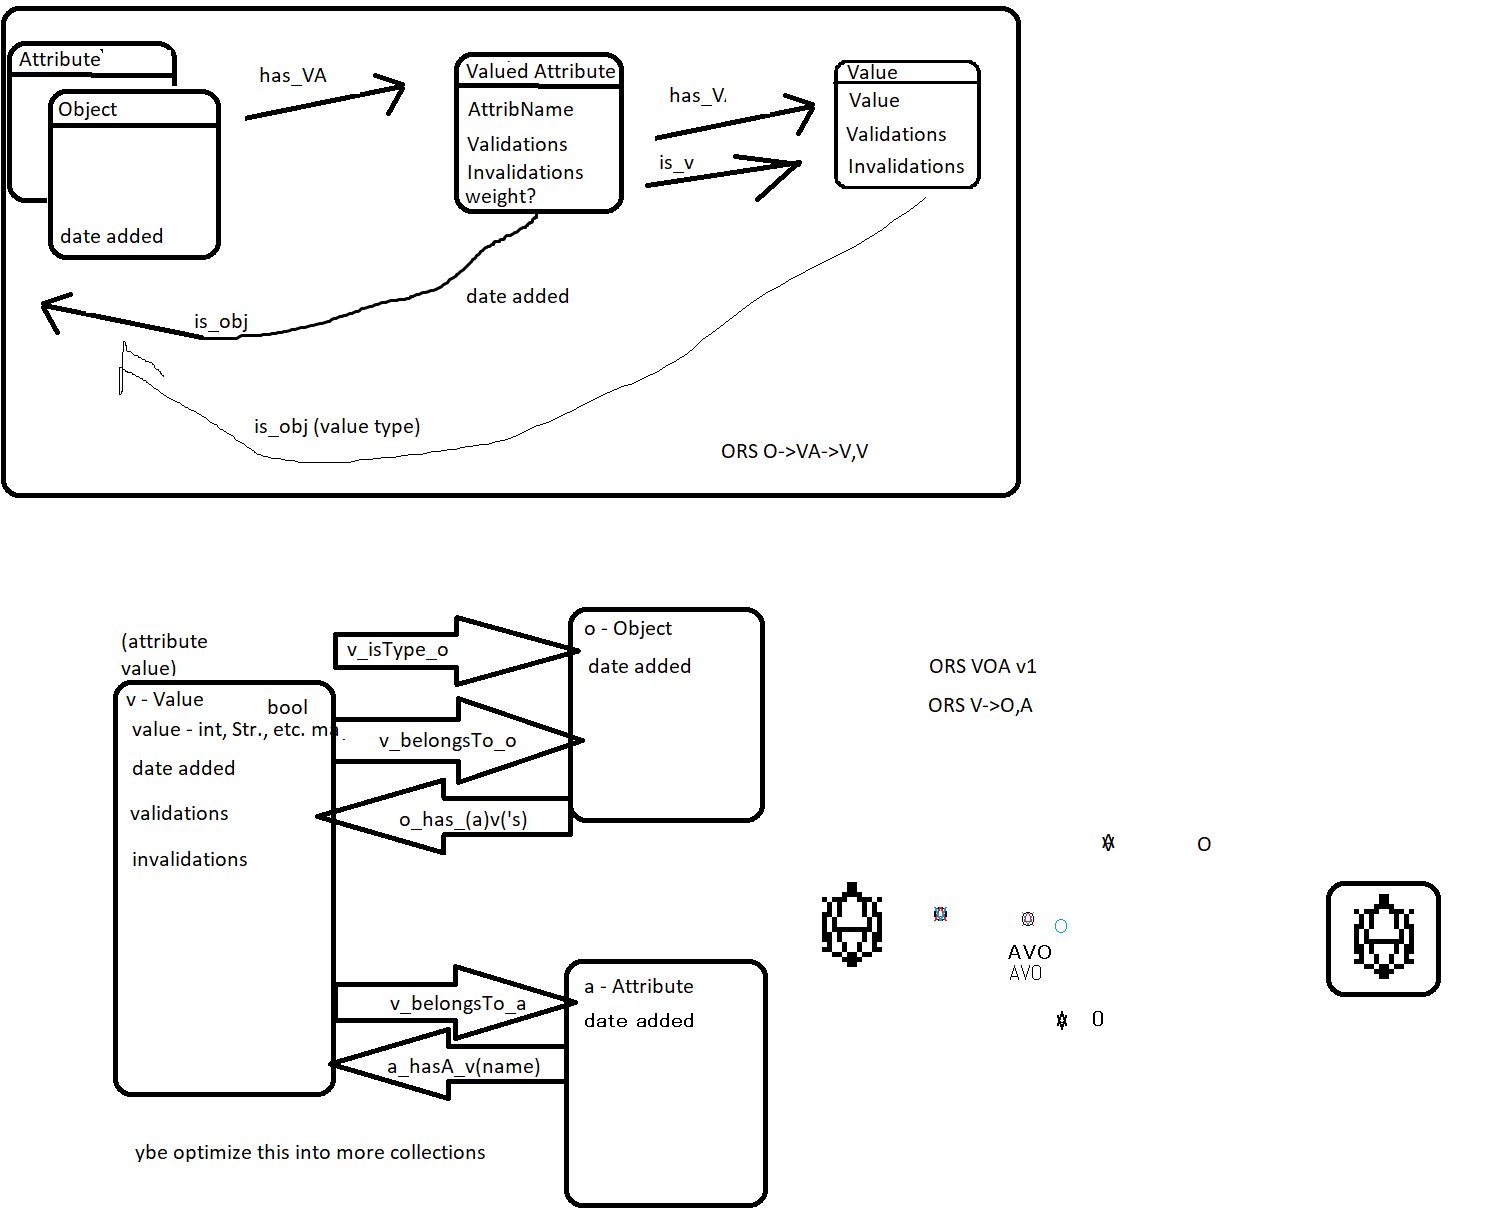 Attribute
Object
date added
has_VA
Valued Attribute
AttribName
Validations
Invalidations
weight?
date added
has_V
is_v
Value
Value
Validations
Invalidations
is_obj
is_obj (value type)
ORS O->VA->V,V
(attribute
value)
v - Value
bool
value - int, Str., etc. ma
date added
validations
invalidations
v_isType_o
v_belongsTo_o
o_has_(a)v('s)
o - Object
date added
v_belongsTo_a
a_hasA_v(name)
a - Attribute
date added
ybe optimize this into more collections
ORS VOA v1
ORS V->O,A
O
O
AVO
AVO
O